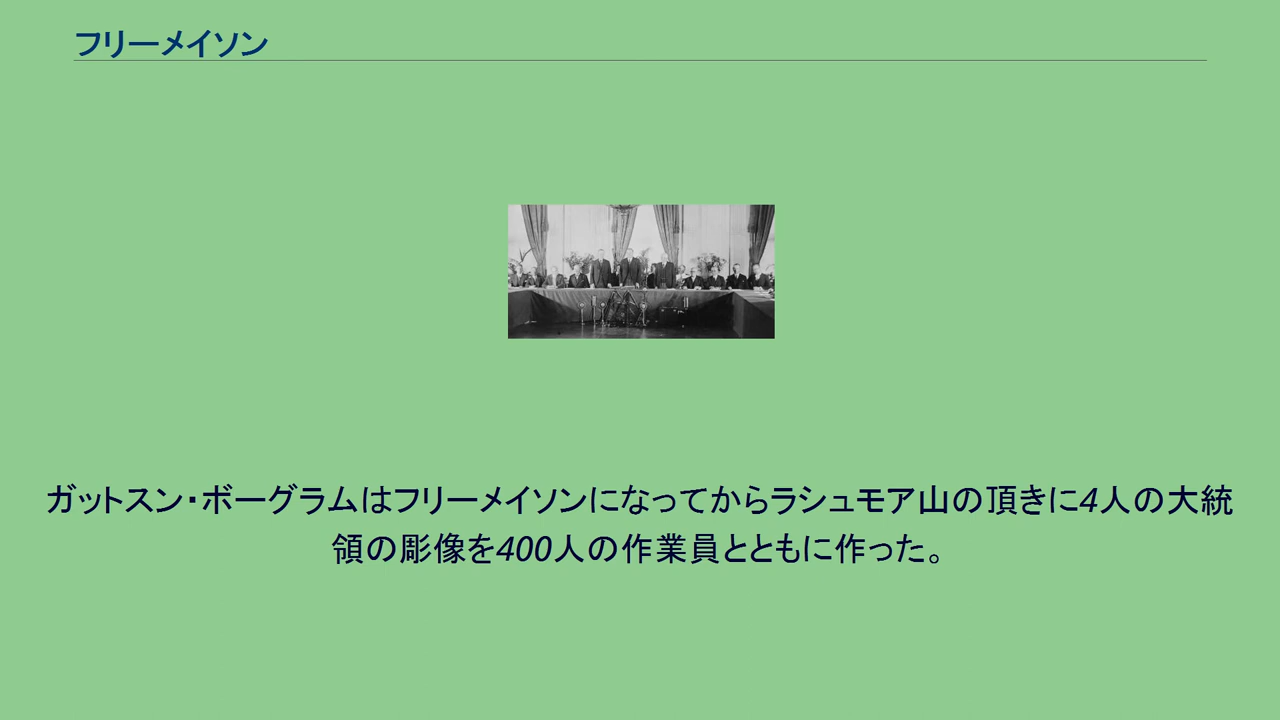 フリーメイソン
ガットスン・ボーグラムはフリーメイソンになってからラシュモア山の頂きに4人の大統
領の彫像を400人の作業員とともに作った。